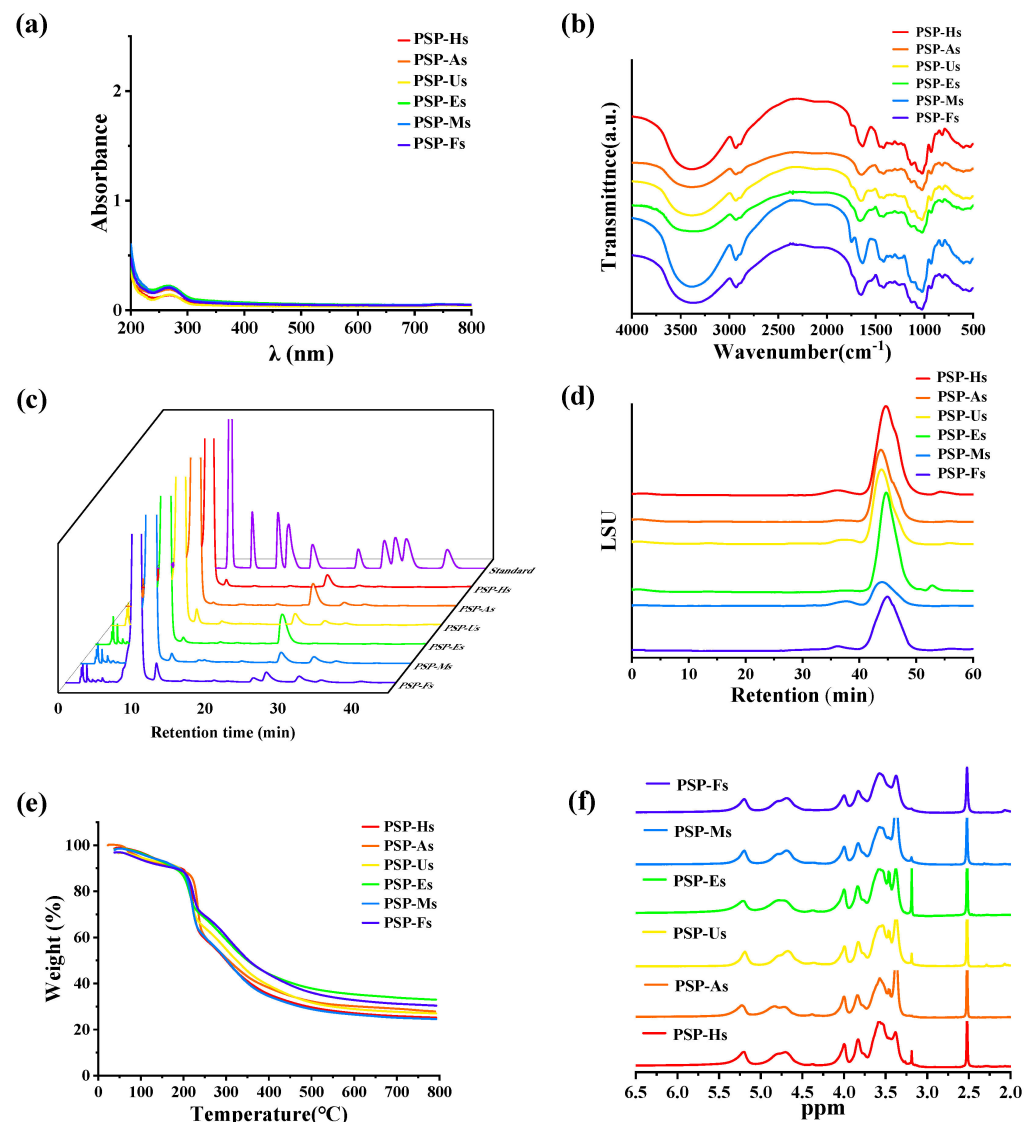 (a)
PSP-Hs
PSP-As
PSP-Us
PSP-Es
PSP-Ms
PSP-Fs
2
1
0
Absorbance
200 300 400 500 600 700 800
λ (nm)
(b)
PSP-Hs
PSP-As
PSP-Us
PSP-Es
PSP-Ms
PSP-Fs
Transmittnce(a.u.)
4000 3500 3000 2500 2000 1500 1000 500
Wavenumber(cm⁻¹)
(c)
Standard
PSP-Hs
PSP-As
PSP-Us
PSP-Es
PSP-Ms
PSP-Fs
0 10 20 30 40
Retention time (min)
(d)
PSP-Hs
PSP-As
PSP-Us
PSP-Es
PSP-Ms
PSP-Fs
LSU
0 10 20 30 40 50 60
Retention (min)
(e)
PSP-Hs
PSP-As
PSP-Us
PSP-Es
PSP-Ms
PSP-Fs
100
80
60
40
20
0
Weight (%)
0 100 200 300 400 500 600 700 800
Temperature(℃)
(f)
PSP-Fs
PSP-Ms
PSP-Es
PSP-Us
PSP-As
PSP-Hs
6.5 6.0 5.5 5.0 4.5 4.0 3.5 3.0 2.5 2.0
ppm